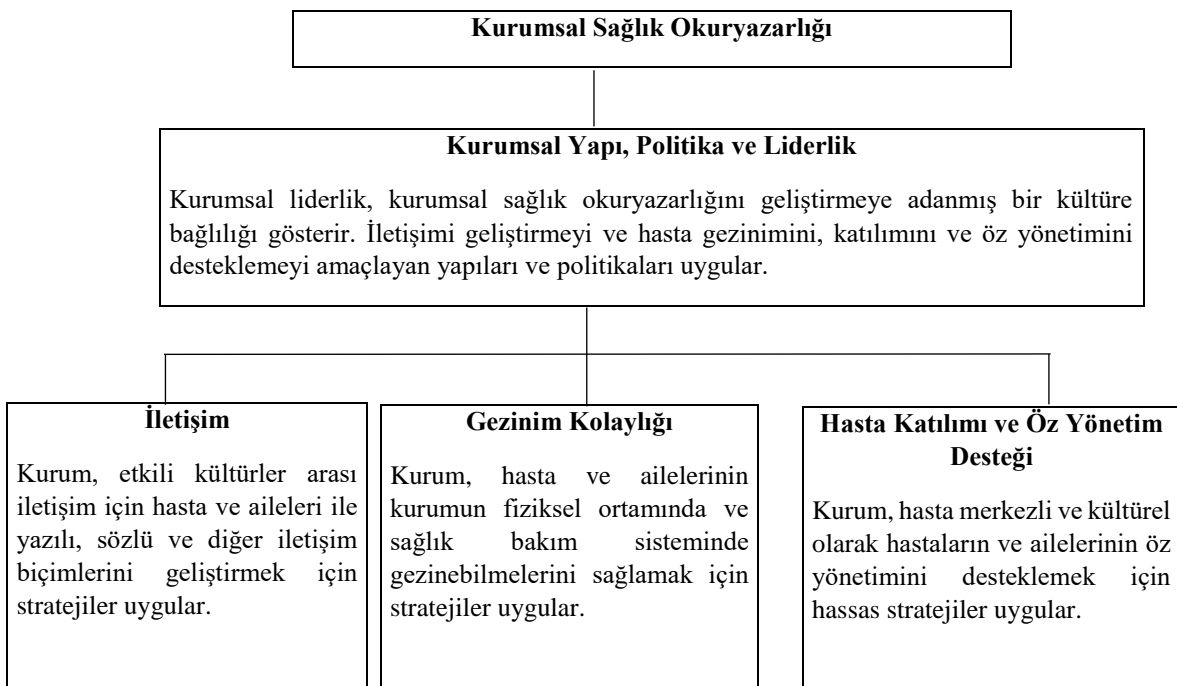 Kurumsal Sağlık Okuryazarlığı
Kurumsal Yapı, Politika ve Liderlik
Kurumsal liderlik, kurumsal sağlık okuryazarlığını geliştirmeye adanmış bir kültüre
bağlılığı gösterir. İletişimi geliştirmeyi ve hasta gezinimini, katılımını ve öz yönetimini
desteklemeyi amaçlayan yapıları ve politikaları uygular.
İletişim
Kurum, etkili kültürler arası
iletişim için hasta ve aileleri ile
yazılı, sözlü ve diğer iletişim
biçimlerini geliştirmek için
stratejiler uygular.
Gezinim Kolaylığı
Kurum, hasta ve ailelerinin
kurumun fiziksel ortamında ve
sağlık bakım sisteminde
gezinebilmelerini sağlamak için
stratejiler uygular.
Hasta Katılımı ve Öz Yönetim
Desteği
Kurum, hasta merkezli ve kültürel
olarak hastaların ve ailelerinin öz
yönetimini desteklemek için
hassas stratejiler uygular.